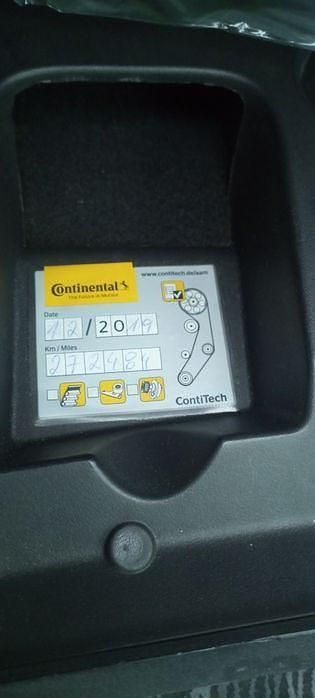 Continental
The Future in Motion
www.contitech.de/aam
Date
12/2019
Km / Miles
272484
ContiTech